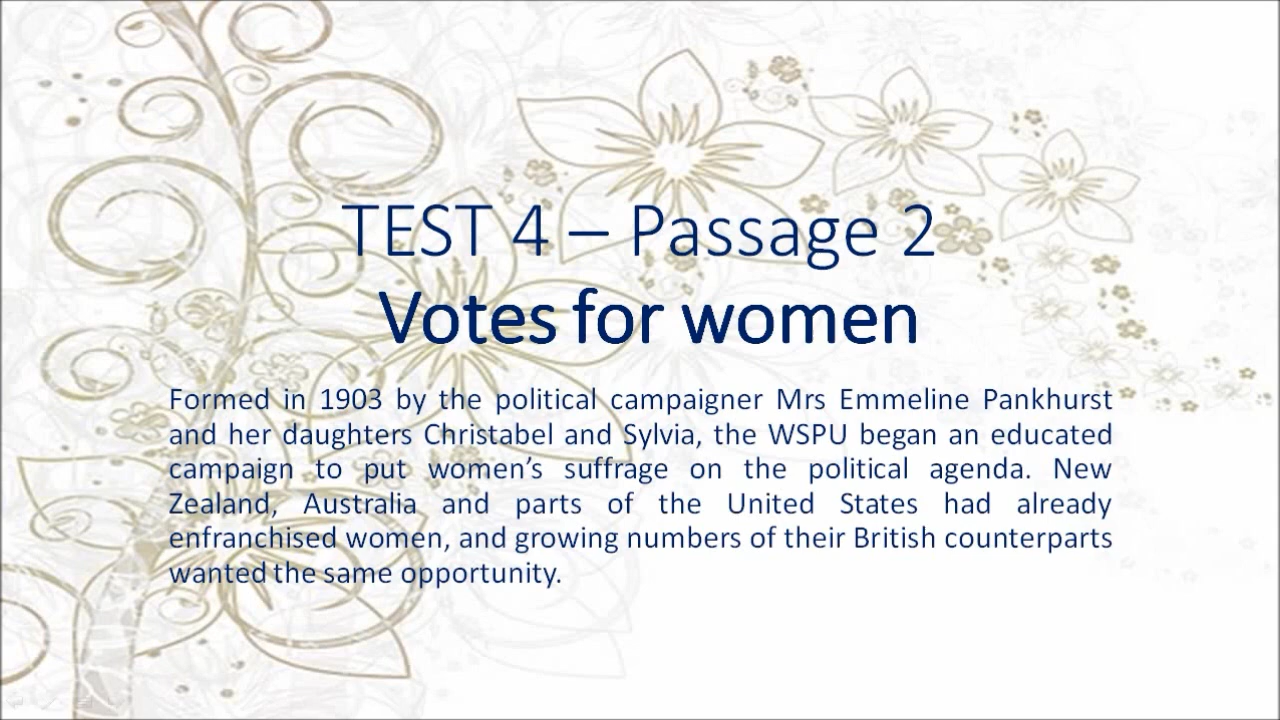 TEST 4 – Passage 2
Votes for women
Formed in 1903 by the political campaigner Mrs Emmeline Pankhurst
and her daughters Christabel and Sylvia, the WSPU began an educated
campaign to put women’s suffrage on the political agenda. New
Zealand, Australia and parts of the United States had already
enfranchised women, and growing numbers of their British counterparts
wanted the same opportunity.